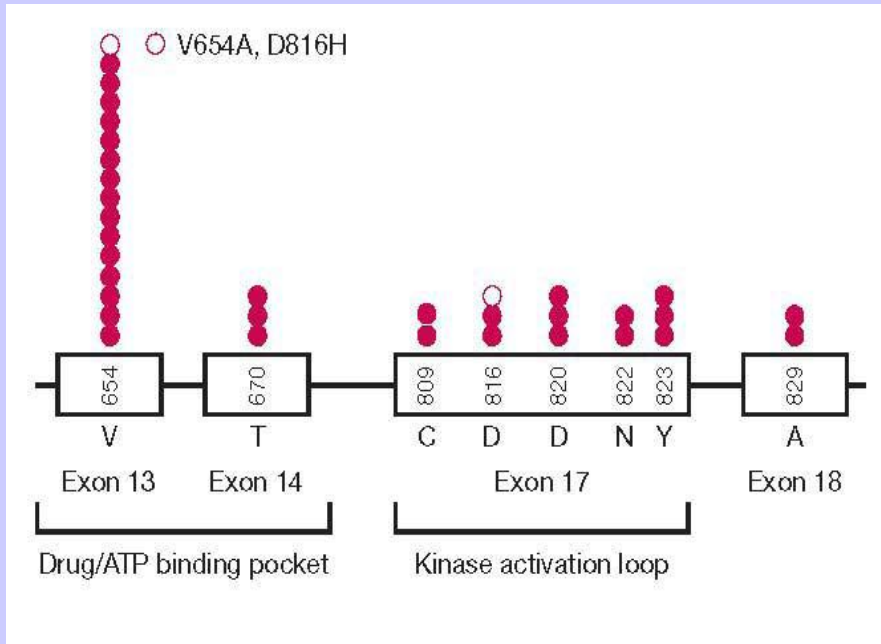 V654A, D816H
654 670 809 816 820 822 823 829
V T C D D N Y A
Exon 13 Exon 14 Exon 17 Exon 18
Drug/ATP binding pocket Kinase activation loop